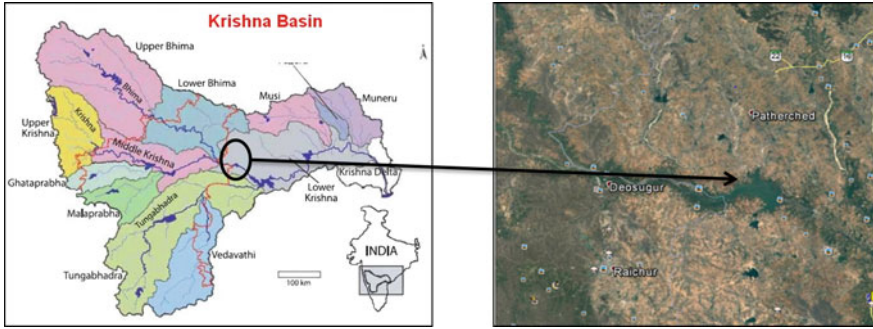 Krishna Basin
Upper Bhima
Lower Bhima
Bhima
Musi
Muneru
Upper
Krishna
Krishna
Middle Krishna
Ghataprabha
Krishna Delta
Lower
Krishna
Malaprabha
Tungabhadra
Vedavathi
Tungabhadra
100 km
INDIA
Patherched
Deosugur
Raichur